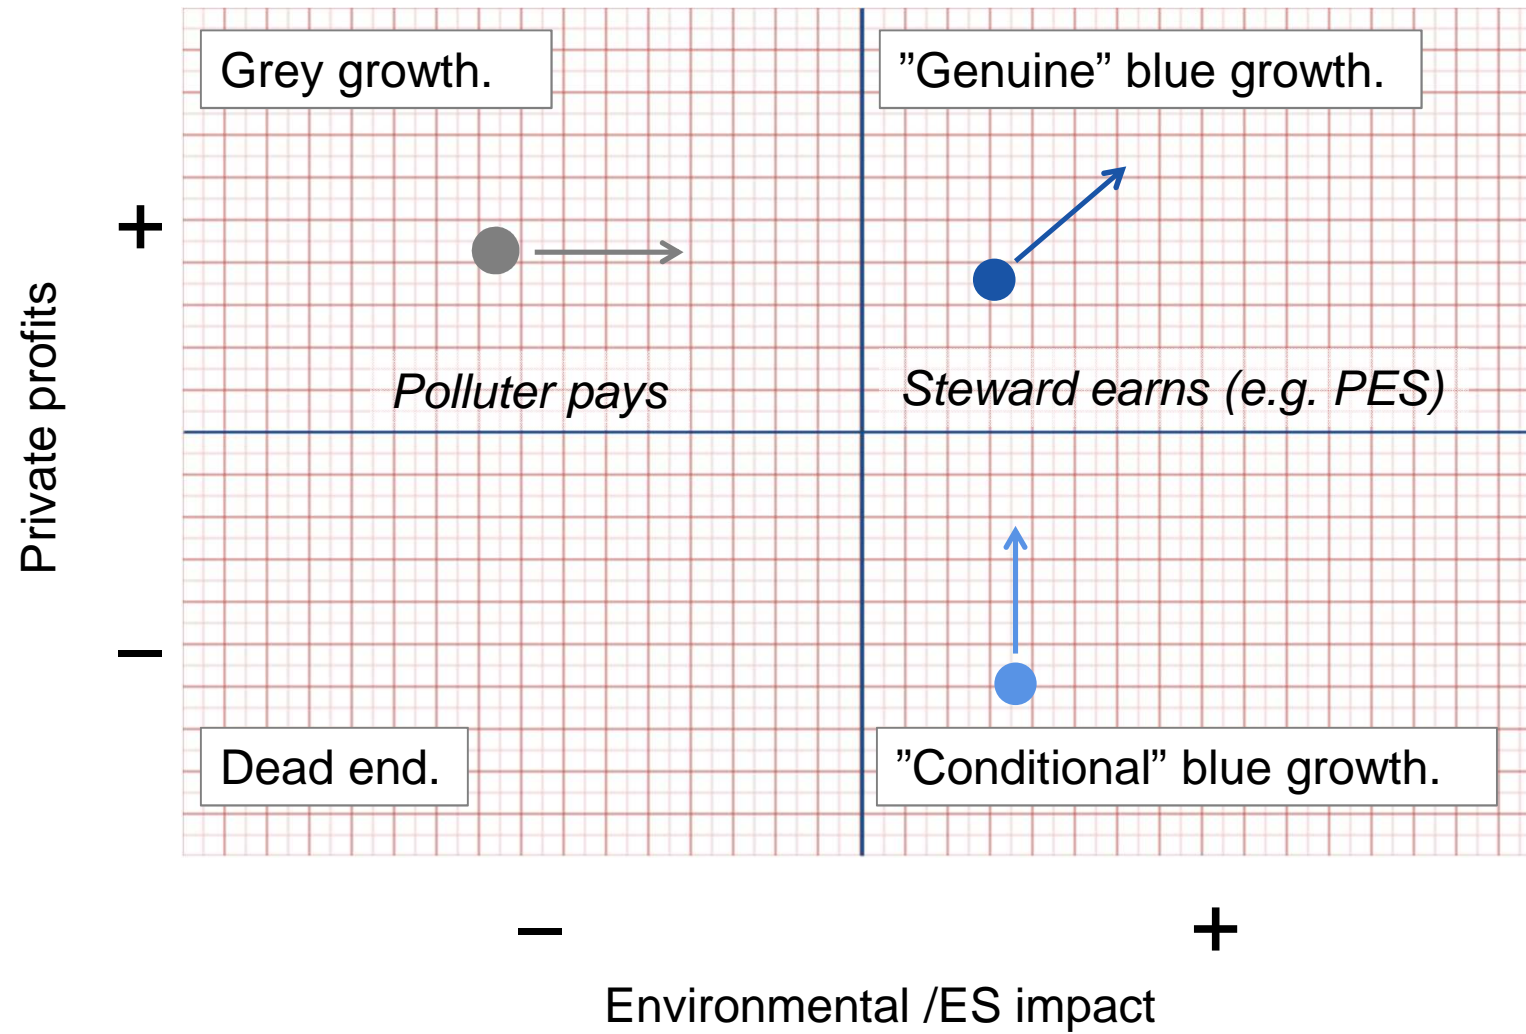 Grey growth.
”Genuine” blue growth.
+
Private profits
Polluter pays
Steward earns (e.g. PES)
–
Dead end.
”Conditional” blue growth.
–
+
Environmental /ES impact